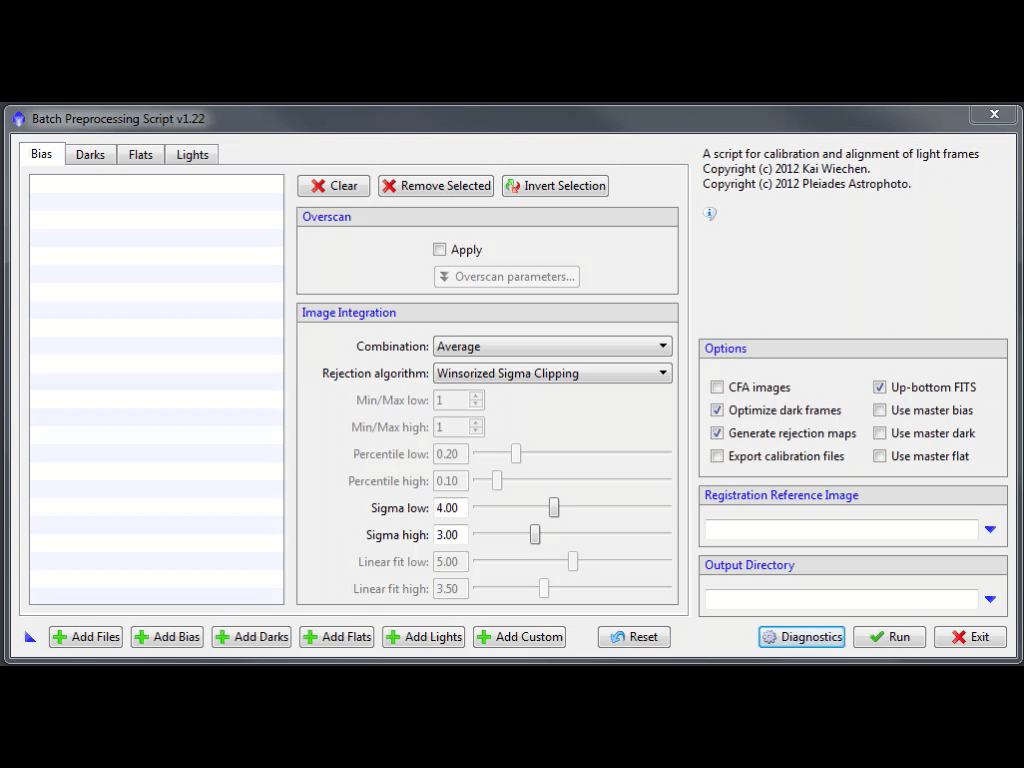 Batch Preprocessing Script v1.22
Bias Darks Flats Lights
Clear Remove Selected Invert Selection
Overscan
Apply
Overscan parameters...
Image Integration
Combination: Average
Rejection algorithm: Winsorized Sigma Clipping
Min/Max low: 1
Min/Max high: 1
Percentile low: 0.20
Percentile high: 0.10
Sigma low: 4.00
Sigma high: 3.00
Linear fit low: 5.00
Linear fit high: 3.50
A script for calibration and alignment of light frames
Copyright (c) 2012 Kai Wiechen.
Copyright (c) 2012 Pleiades Astrophoto.
Options
CFA images Up-bottom FITS
Optimize dark frames Use master bias
Generate rejection maps Use master dark
Export calibration files Use master flat
Registration Reference Image
Output Directory
Add Files Add Bias Add Darks Add Flats Add Lights Add Custom Reset Diagnostics Run Exit